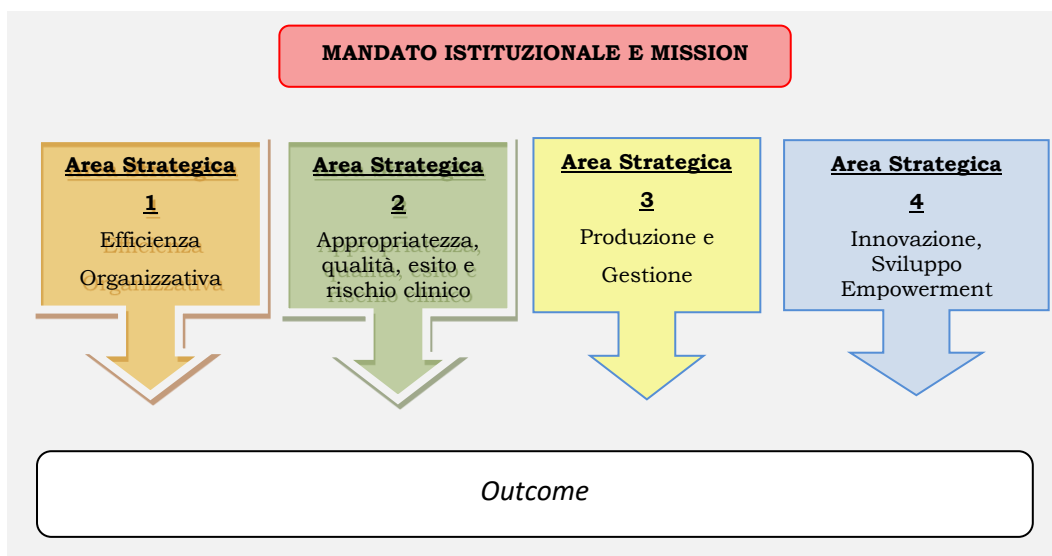 MANDATO ISTITUZIONALE E MISSION
Area Strategica
1
Efficienza
Organizzativa
Area Strategica
2
Appropriatezza,
qualità, esito e
rischio clinico
Area Strategica
3
Produzione e
Gestione
Area Strategica
4
Innovazione,
Sviluppo
Empowerment
Outcome